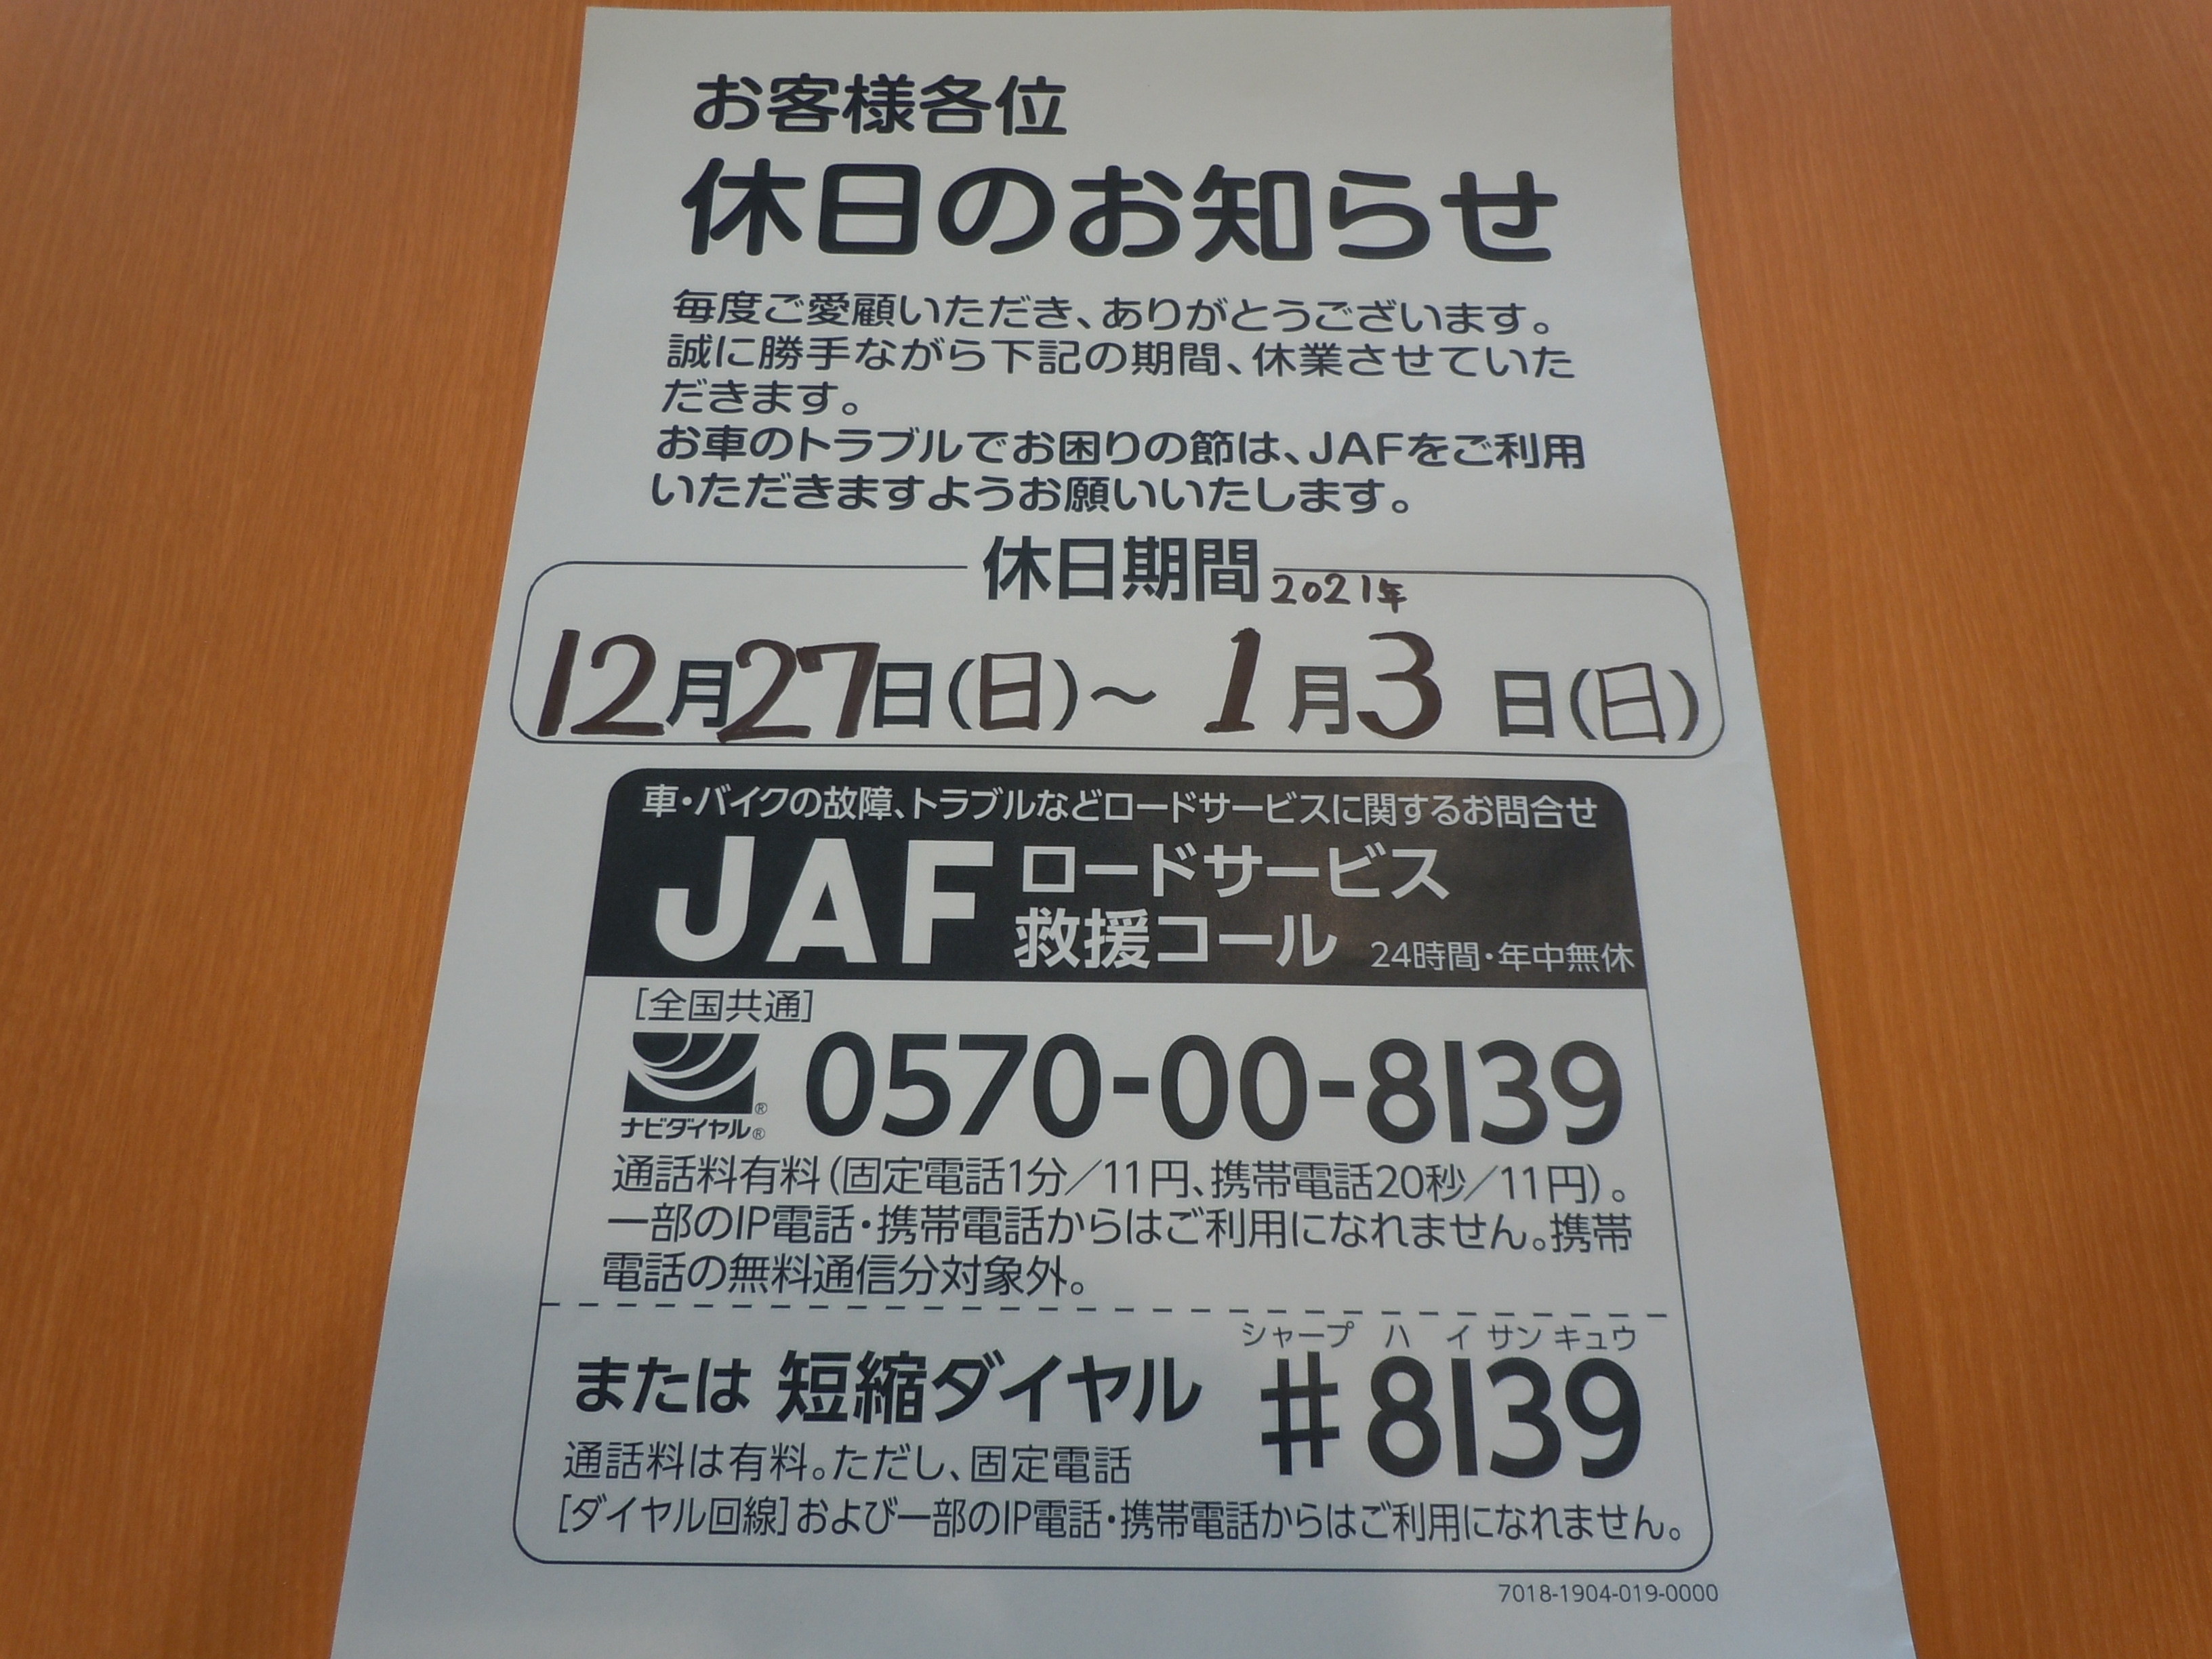 お客様各位
休日のお知らせ
毎度ご愛顧いただき、ありがとうございます。
誠に勝手ながら下記の期間、休業させていた
だきます。
お車のトラブルでお困りの節は、JAFをご利用
いただきますようお願いいたします。
休日期間
2021年
12月27日(日)～1月3日(日)
車・バイクの故障、トラブルなどロードサービスに関するお問合せ
JAF ロードサービス
救援コール 24時間・年中無休
[全国共通]
ナビダイヤル® 0570-00-8139
通話料有料(固定電話1分／11円、携帯電話20秒／11円)。
一部のIP電話・携帯電話からはご利用になれません。携帯
電話の無料通信分対象外。
シャープ ハ イ サン キュウ
または 短縮ダイヤル #8139
通話料は有料。ただし、固定電話
[ダイヤル回線]および一部のIP電話・携帯電話からはご利用になれません。
7018-1904-019-0000